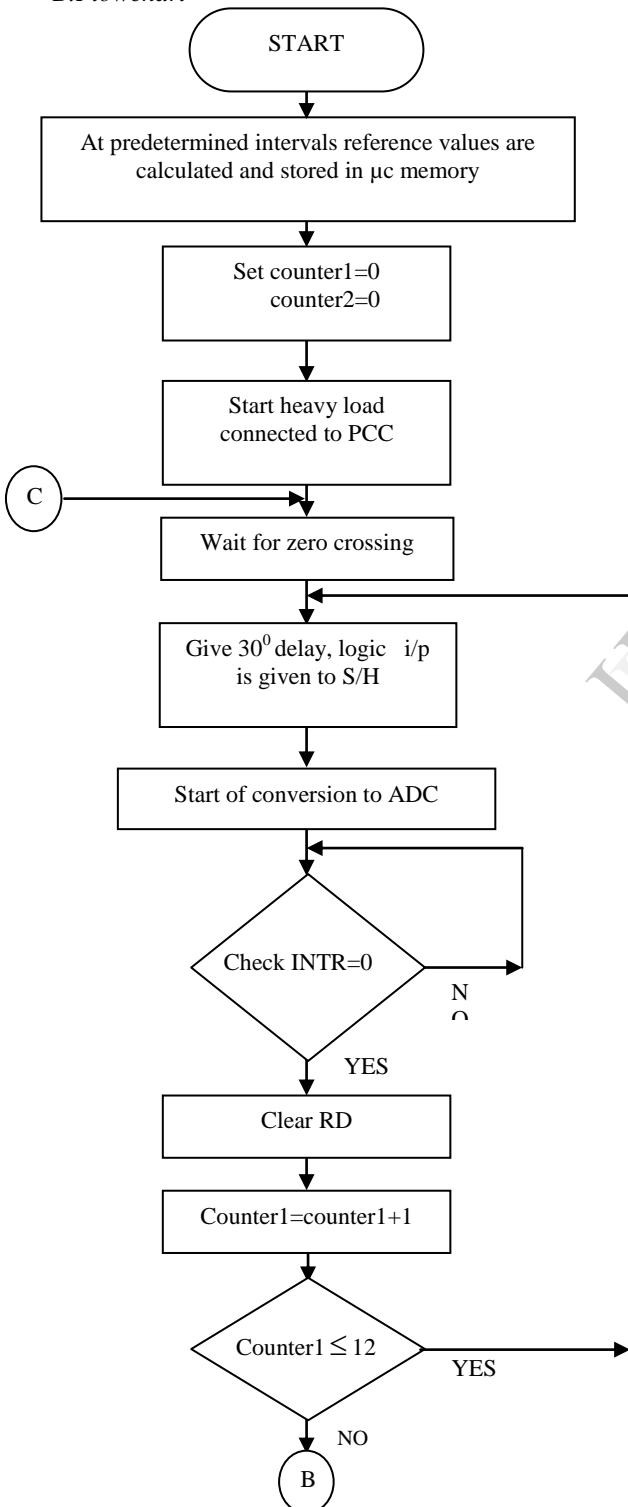 B.Flowchart
START
At predetermined intervals reference values are
calculated and stored in µc memory
Set counter1=0
counter2=0
Start heavy load
connected to PCC
C
Wait for zero crossing
Give 30⁰ delay, logic i/p
is given to S/H
Start of conversion to ADC
Check INTR=0
N
O
YES
Clear RD
Counter1=counter1+1
Counter1 ≤ 12
YES
NO
B